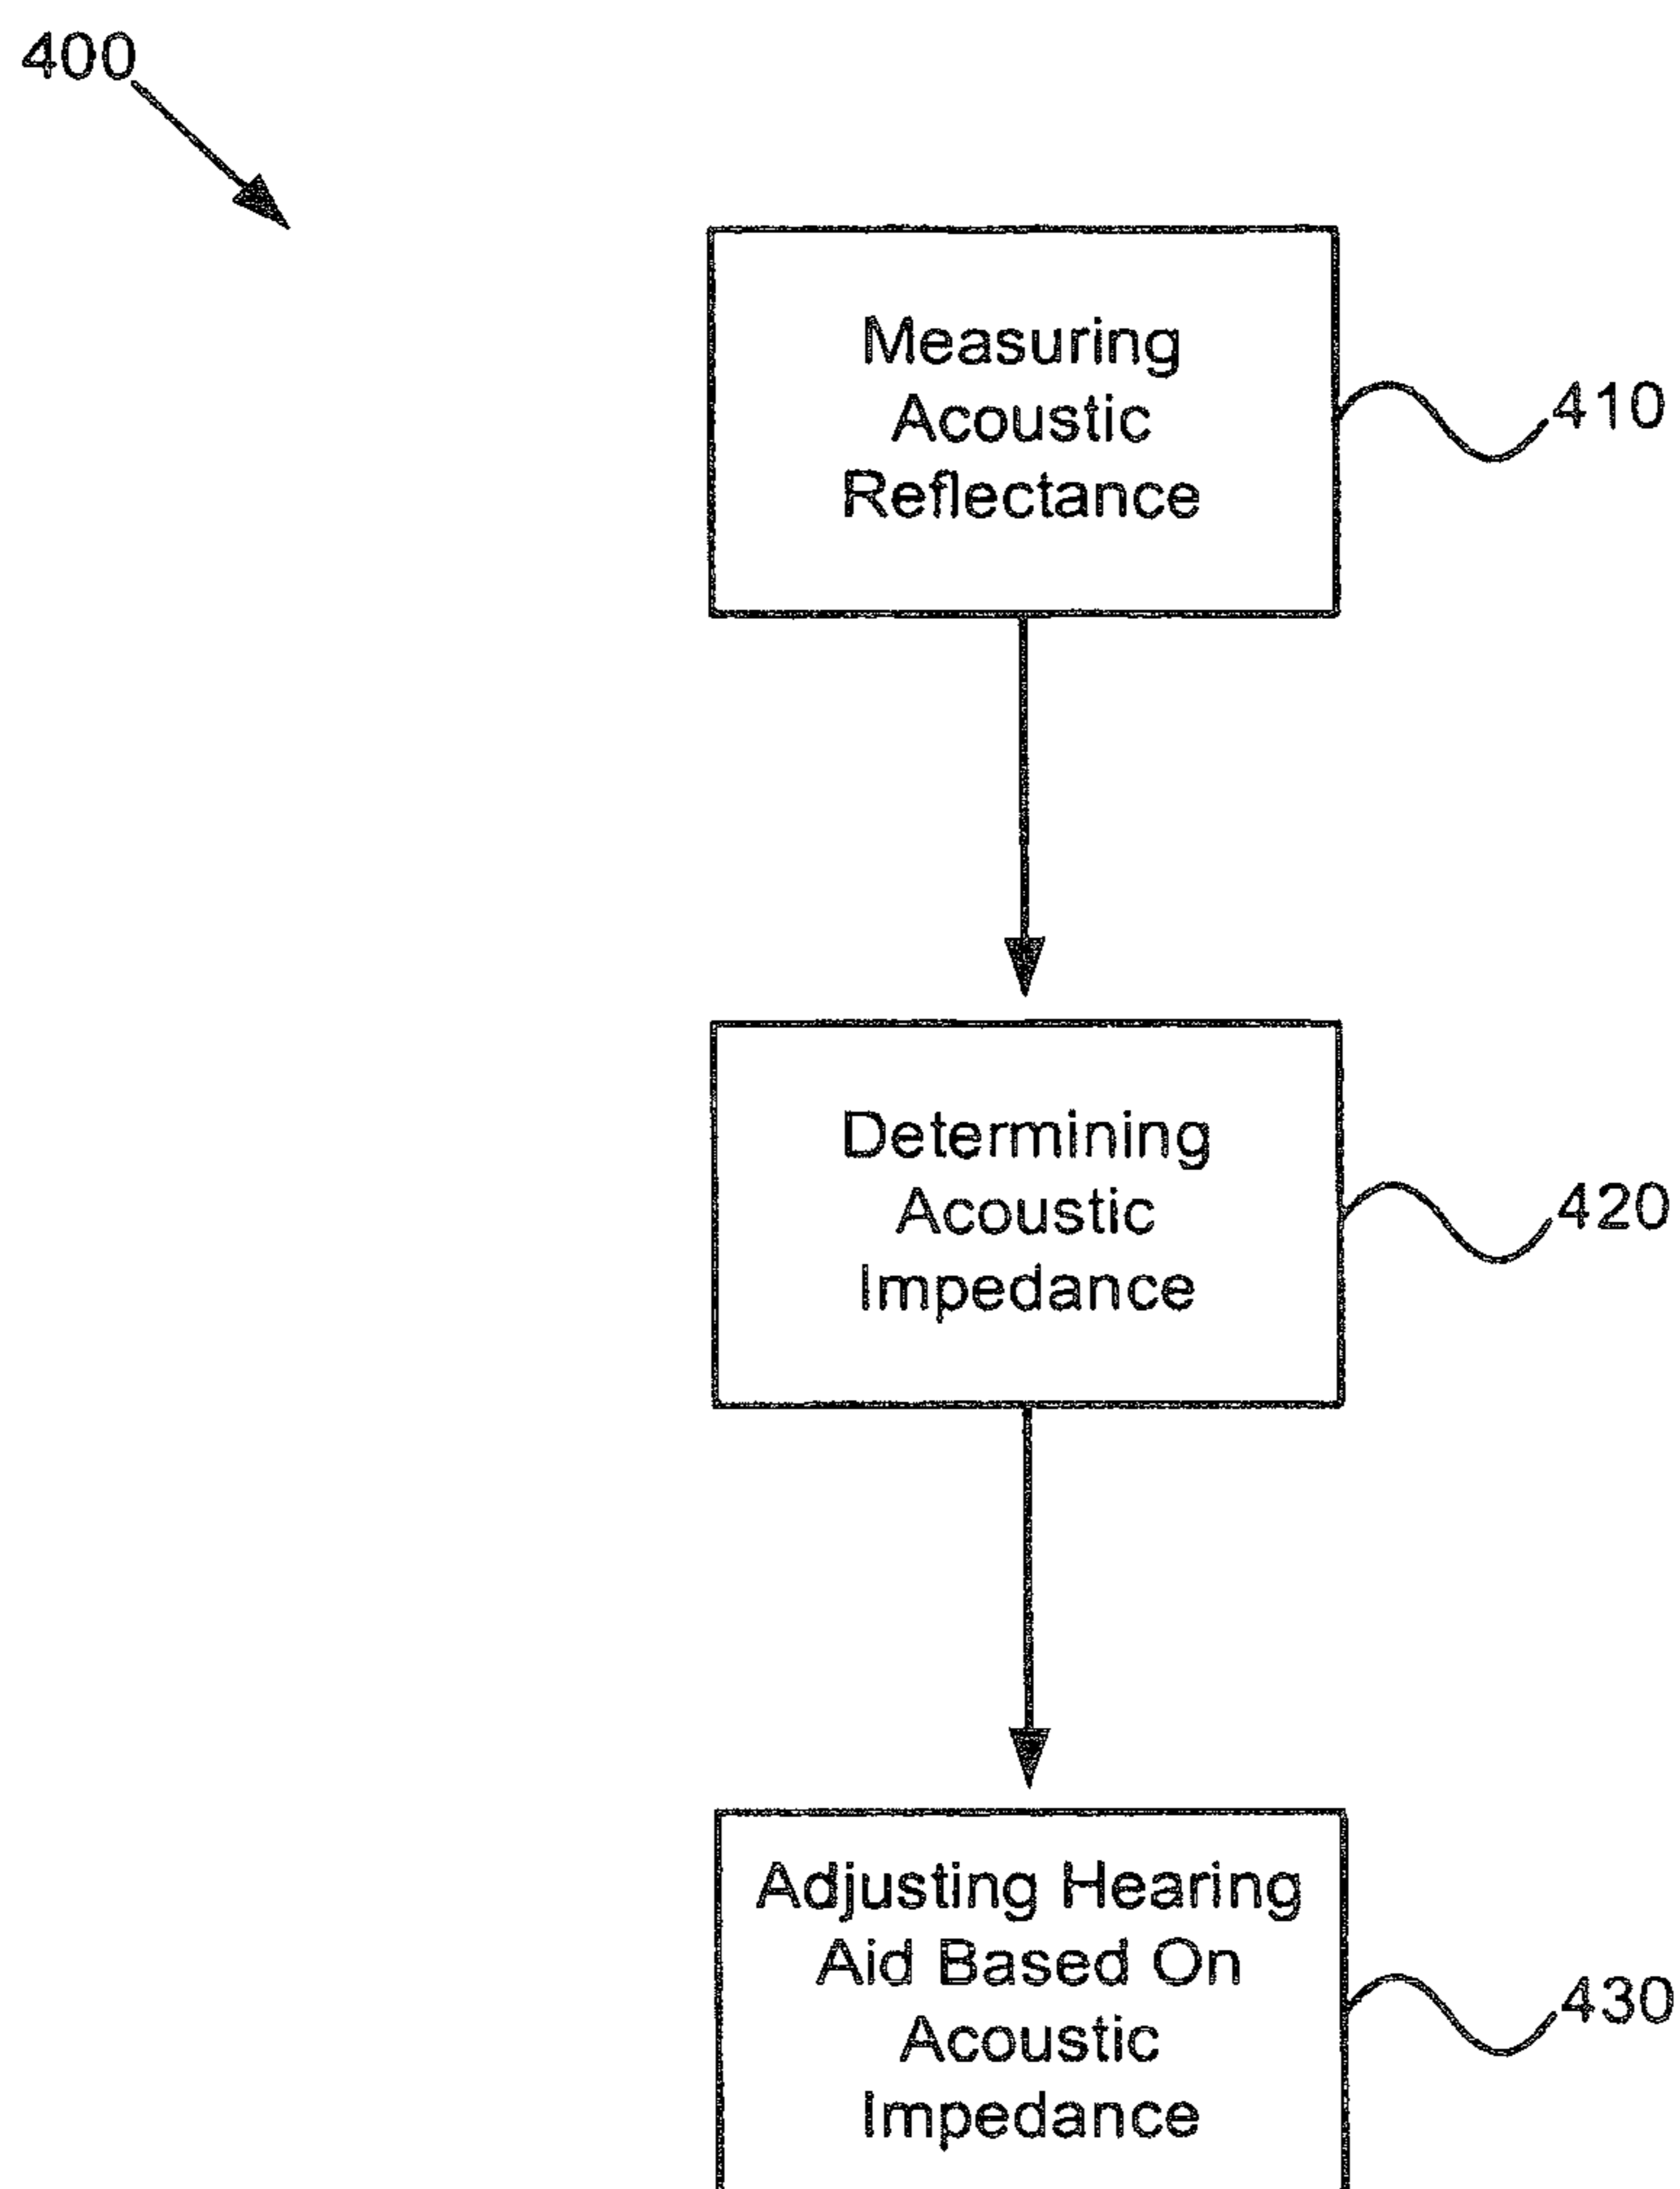 400
Measuring
Acoustic
Reflectance
410
Determining
Acoustic
Impedance
420
Adjusting Hearing
Aid Based On
Acoustic
Impedance
430